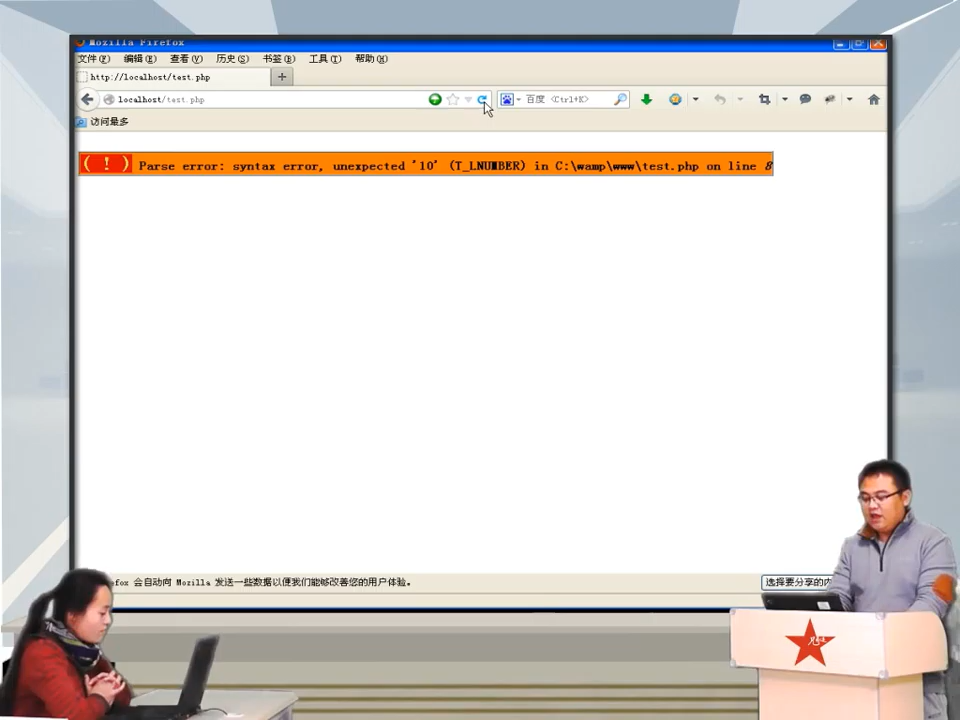 Mozilla Firefox
文件(F) 编辑(E) 查看(V) 历史(S) 书签(B) 工具(T) 帮助(H)
http://localhost/test.php
localhost/test.php 百度 <Ctrl+K>
访问最多
( ! ) Parse error: syntax error, unexpected '10' (T_LNUMBER) in C:\wamp\www\test.php on line 8
fox 会自动向 Mozilla 发送一些数据以便我们能够改善您的用户体验。 选择要分享的内